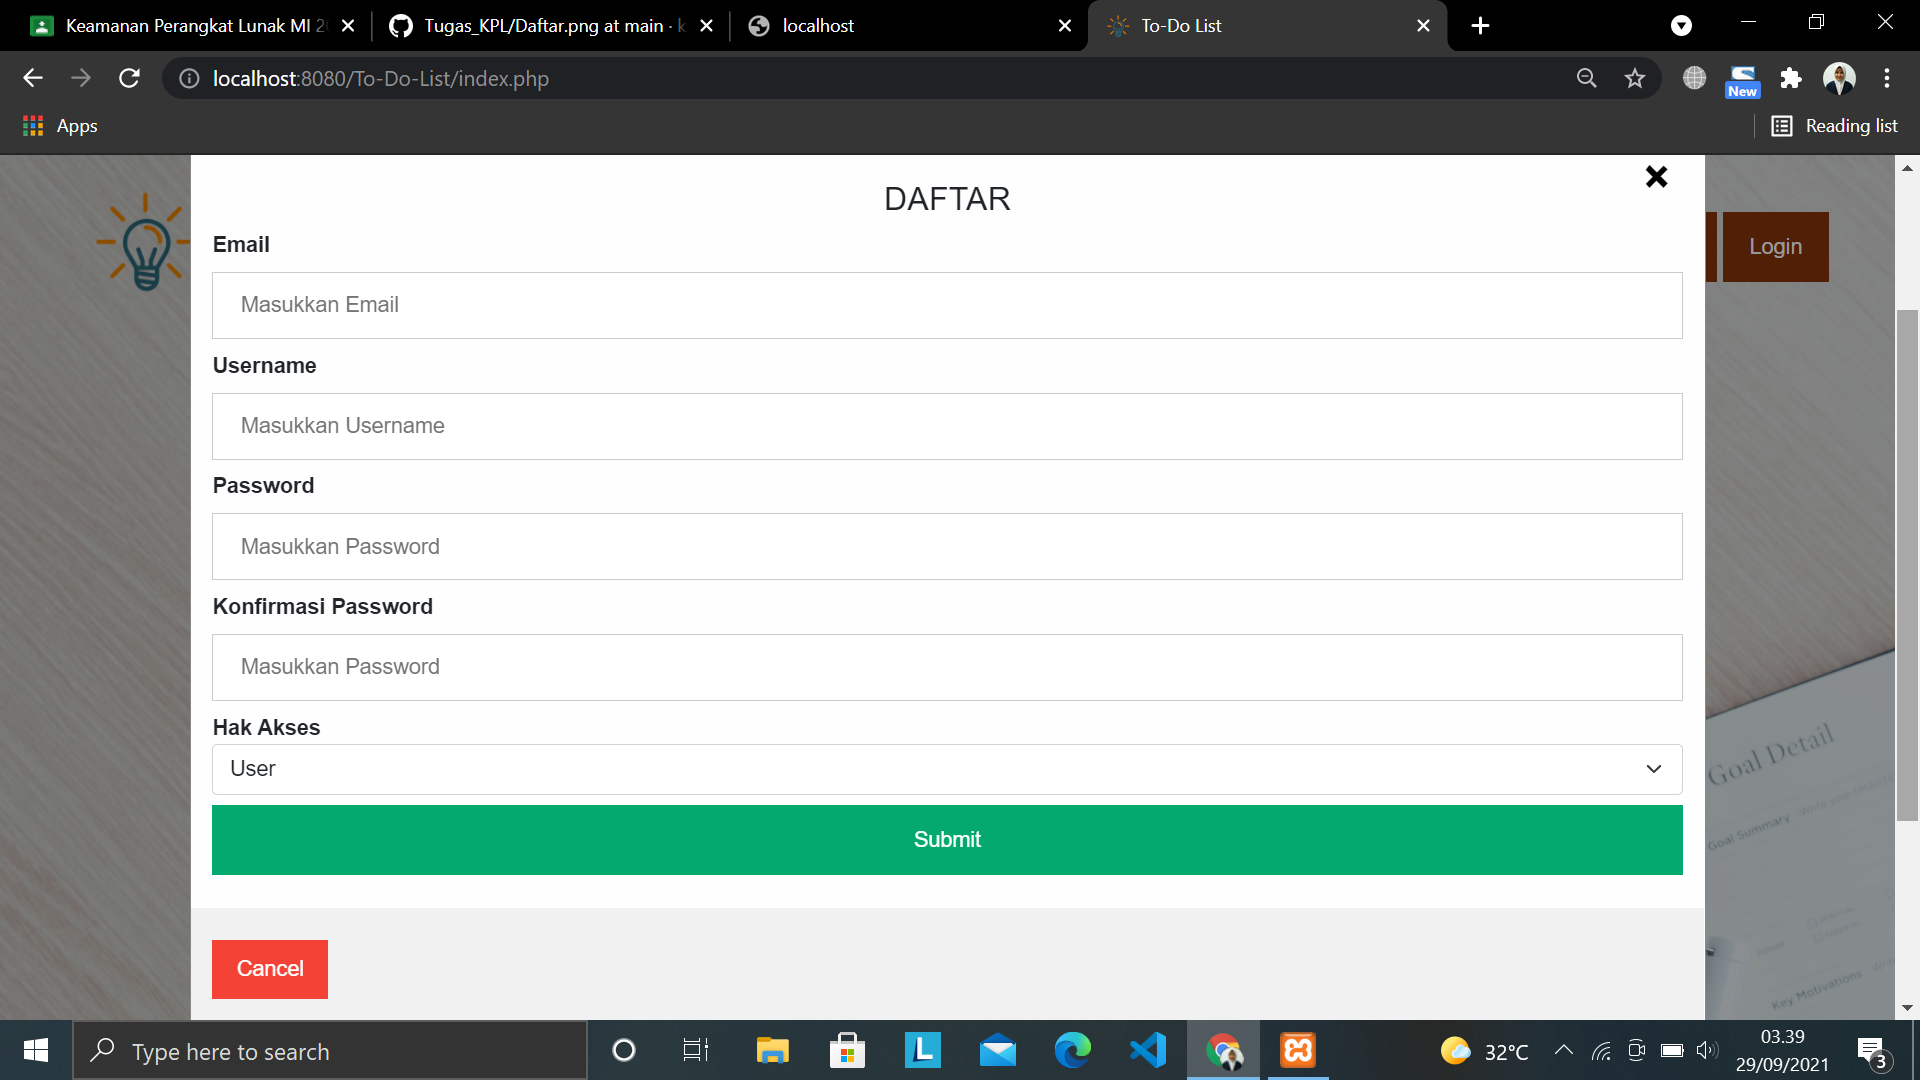 Keamanan Perangkat Lunak MI 2
Tugas_KPL/Daftar.png at main · k
localhost
To-Do List
localhost:8080/To-Do-List/index.php
New
Apps
Reading list
DAFTAR
Login
Email
Masukkan Email
Username
Masukkan Username
Password
Masukkan Password
Konfirmasi Password
Masukkan Password
Hak Akses
User
Submit
Cancel
Goal Detail
Goal Summary
Key Motivations
Type here to search
32°C
03.39
29/09/2021
3